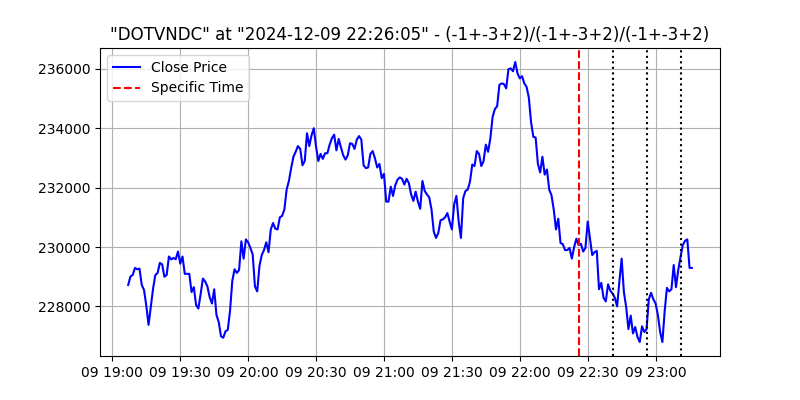 "DOTVNDC" at "2024-12-09 22:26:05" - (-1+-3+2)/(-1+-3+2)/(-1+-3+2)
Close Price
Specific Time
236000
234000
232000
230000
228000
09 19:00 09 19:30 09 20:00 09 20:30 09 21:00 09 21:30 09 22:00 09 22:30 09 23:00